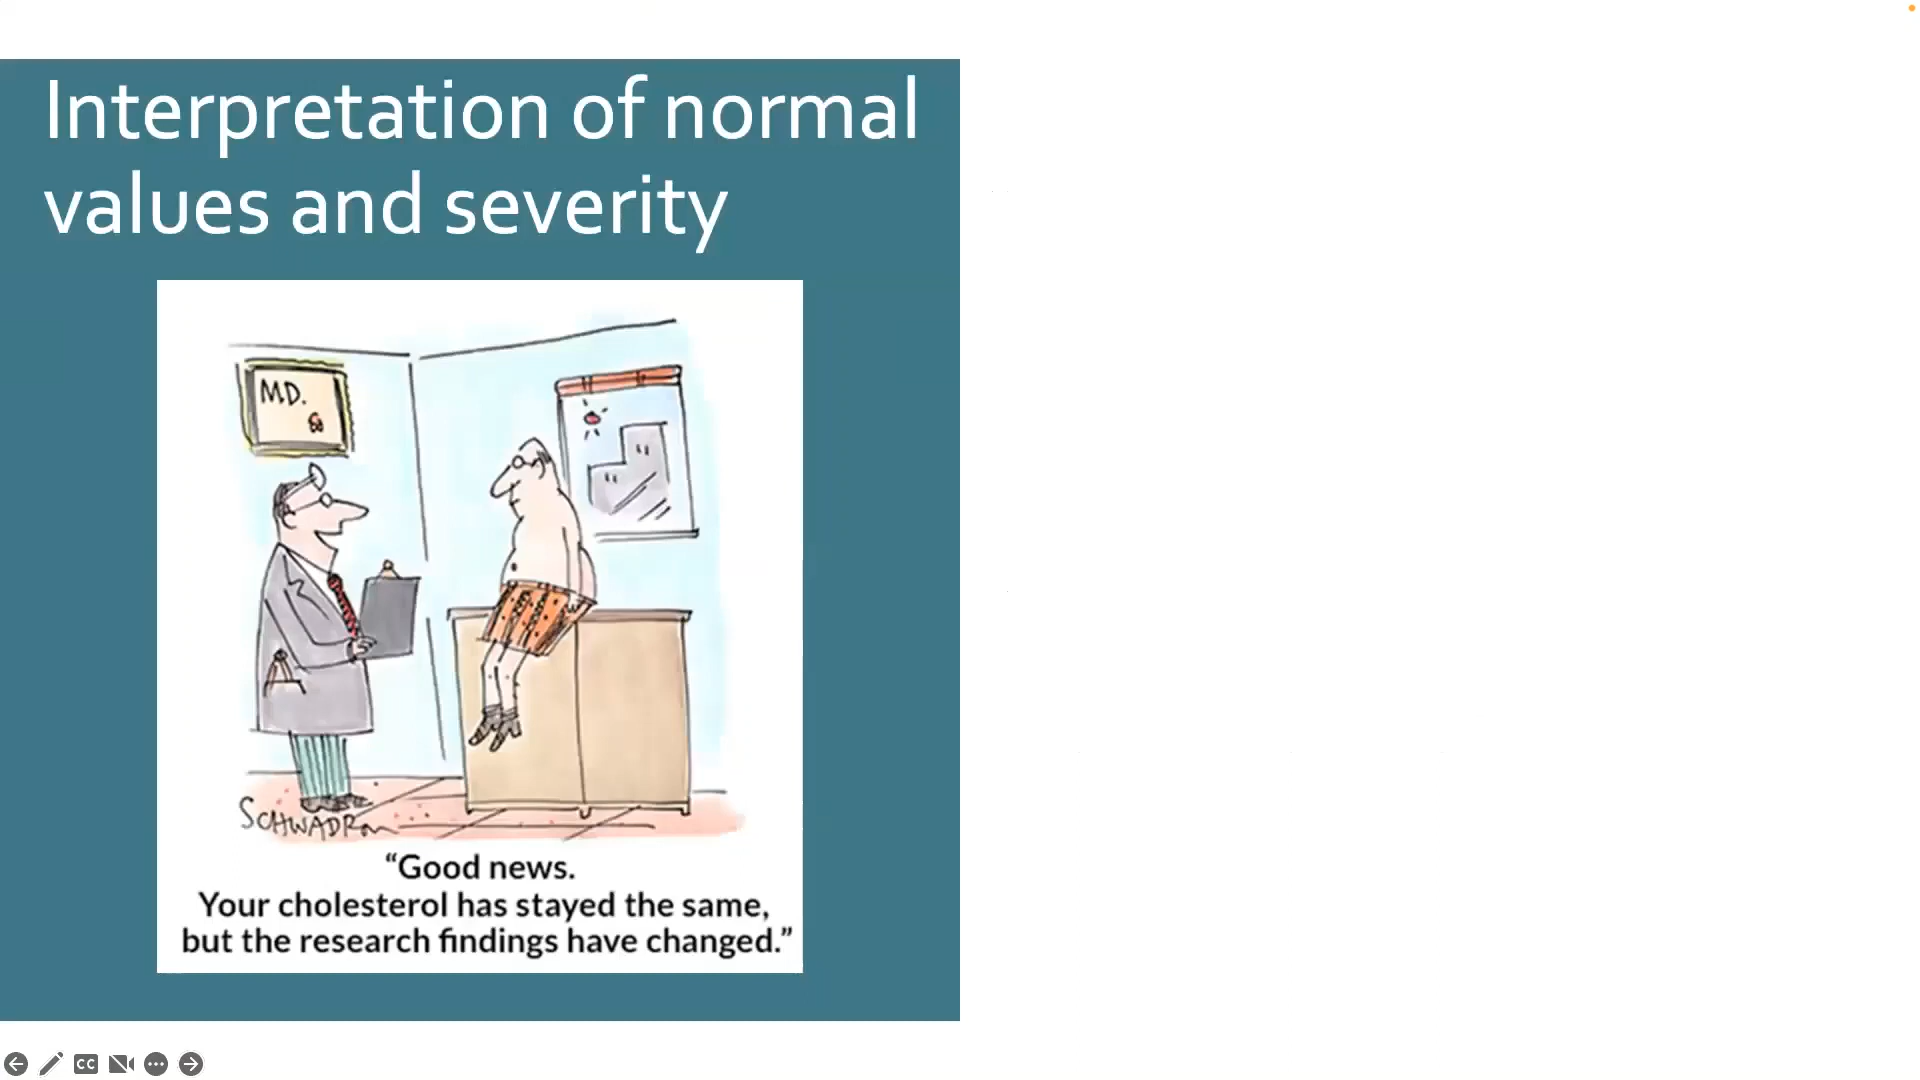 Interpretation of normal
values and severity
MD.
SCHWADRON
“Good news.
Your cholesterol has stayed the same,
but the research findings have changed.”
CC